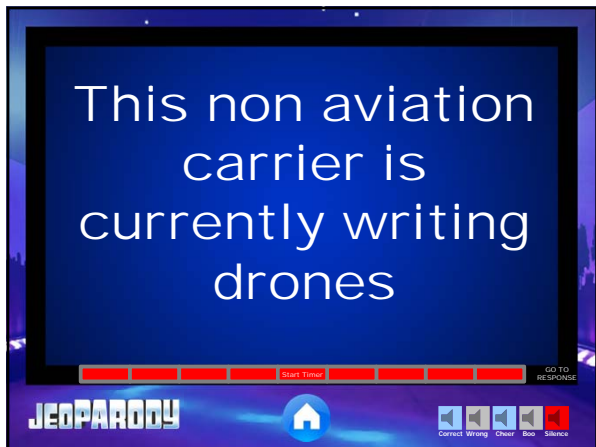 This non aviation
carrier is
currently writing
drones
Start Timer
GO TO
RESPONSE
JEOPARODY
Correct Wrong Cheer Boo Silence